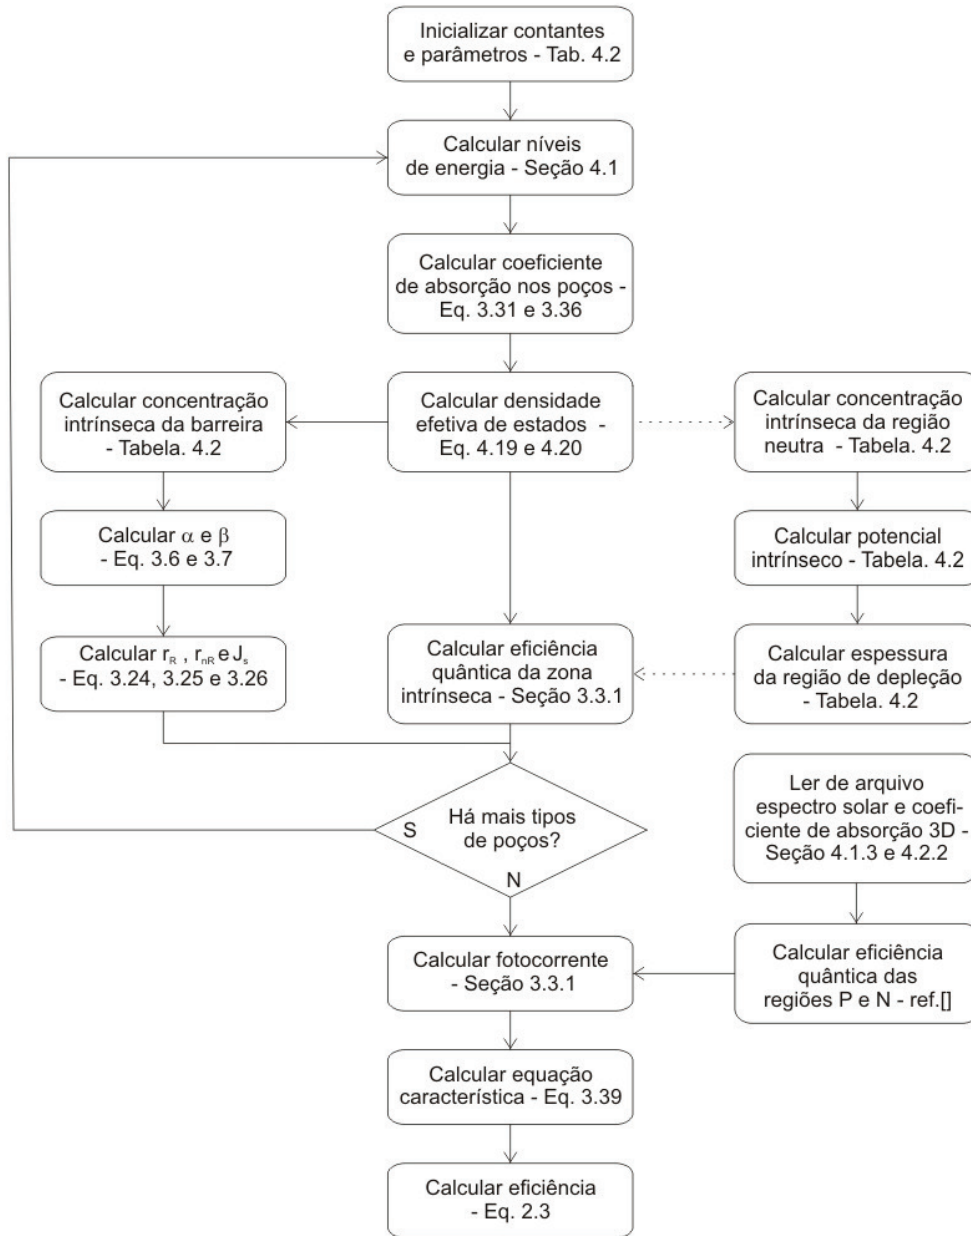 Inicializar contantes
e parâmetros - Tab. 4.2
Calcular níveis
de energia - Seção 4.1
Calcular coeficiente
de absorção nos poços -
Eq. 3.31 e 3.36
Calcular concentração
intrínseca da barreira
- Tabela. 4.2
Calcular densidade
efetiva de estados -
Eq. 4.19 e 4.20
Calcular concentração
intrínseca da região
neutra - Tabela. 4.2
Calcular α e β
- Eq. 3.6 e 3.7
Calcular potencial
intrínseco - Tabela. 4.2
Calcular r_R , r_nR e J_s
- Eq. 3.24, 3.25 e 3.26
Calcular eficiência
quântica da zona
intrínseca - Seção 3.3.1
Calcular espessura
da região de depleção
- Tabela. 4.2
Há mais tipos
de poços?
S
N
Ler de arquivo
espectro solar e coefi-
ciente de absorção 3D -
Seção 4.1.3 e 4.2.2
Calcular fotocorrente
- Seção 3.3.1
Calcular eficiência
quântica das
regiões P e N - ref.[]
Calcular equação
característica - Eq. 3.39
Calcular eficiência
- Eq. 2.3